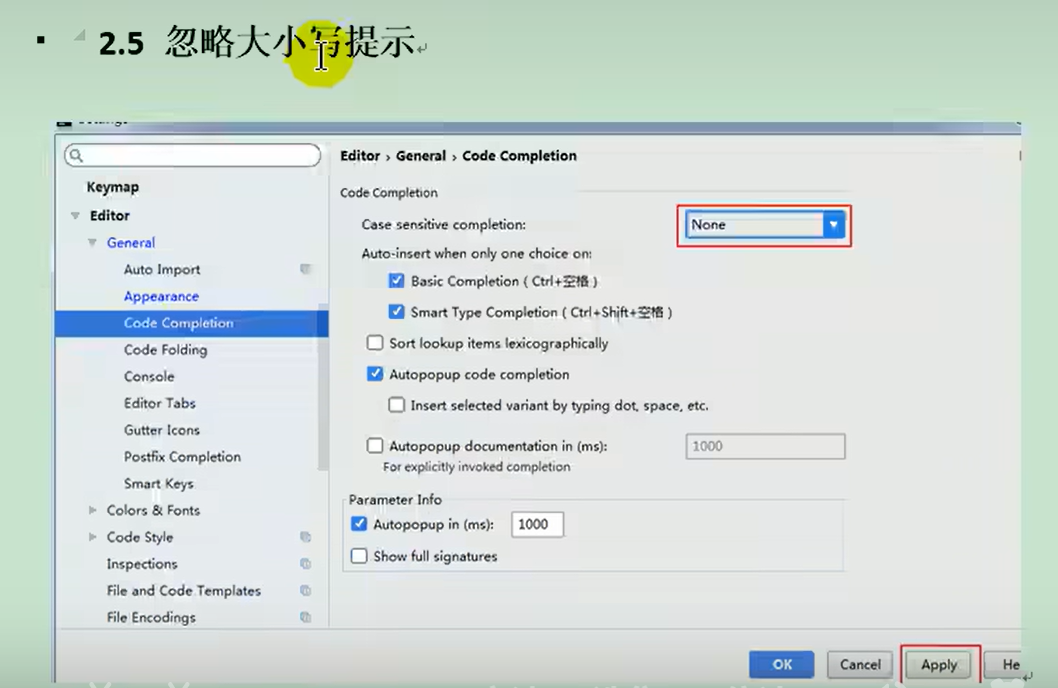 2.5 忽略大小写提示
Editor › General › Code Completion
Keymap
Editor
General
Auto Import
Appearance
Code Completion
Code Folding
Console
Editor Tabs
Gutter Icons
Postfix Completion
Smart Keys
Colors & Fonts
Code Style
Inspections
File and Code Templates
File Encodings
Code Completion
Case sensitive completion: None
Auto-insert when only one choice on:
Basic Completion ( Ctrl+空格 )
Smart Type Completion ( Ctrl+Shift+空格 )
Sort lookup items lexicographically
Autopopup code completion
Insert selected variant by typing dot, space, etc.
Autopopup documentation in (ms): 1000
For explicitly invoked completion
Parameter Info
Autopopup in (ms): 1000
Show full signatures
OK Cancel Apply He